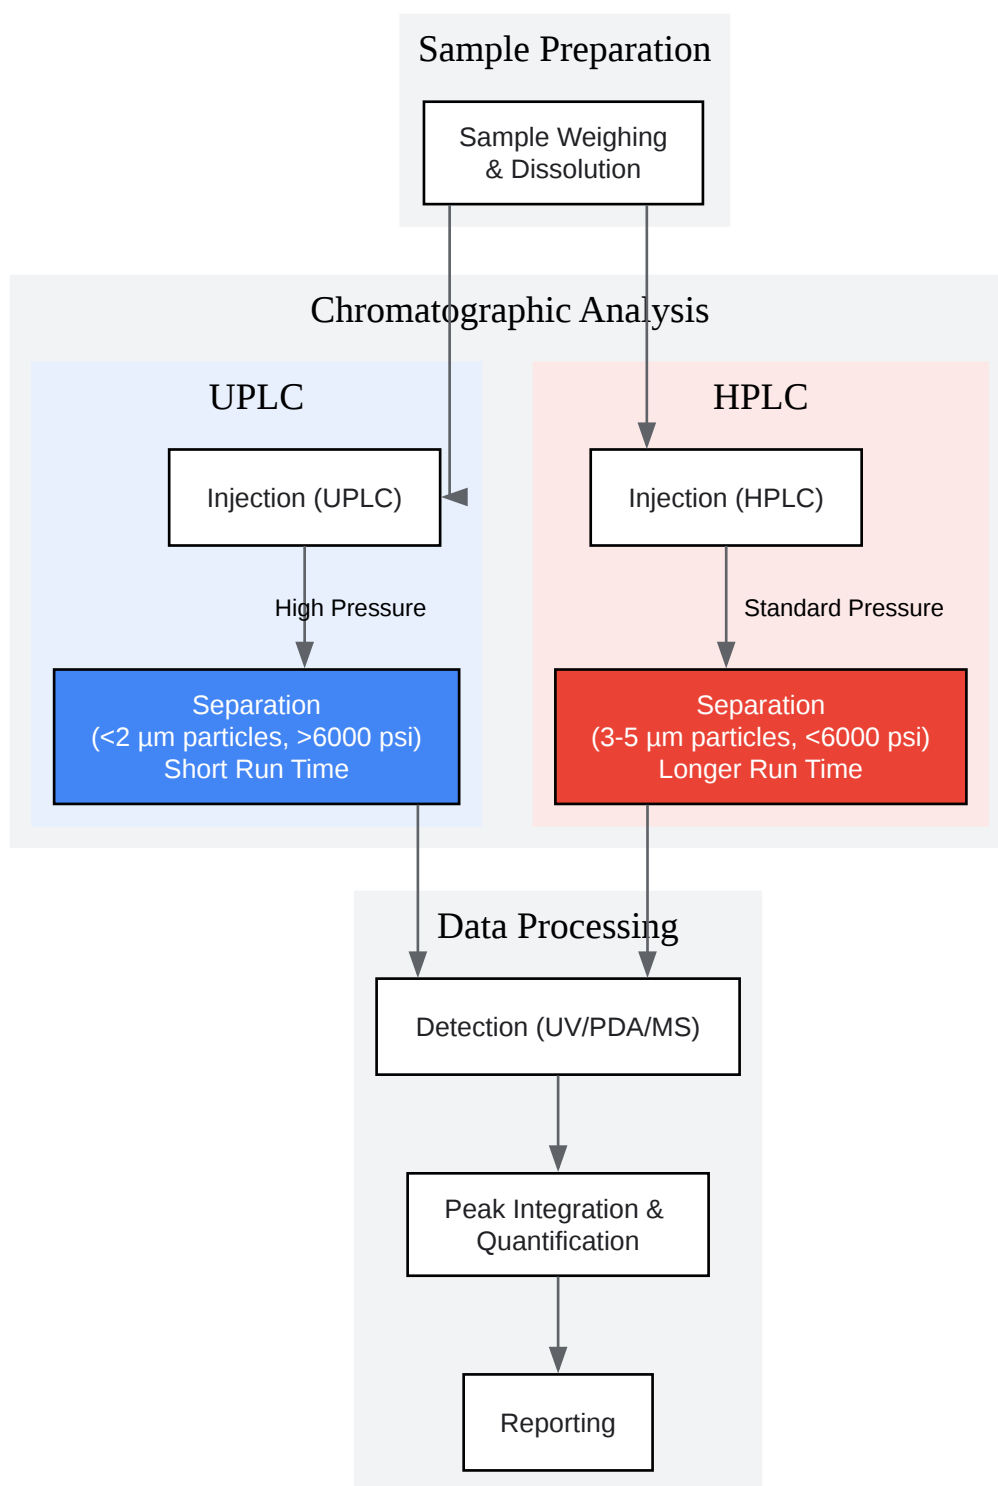 Sample Preparation
Sample Weighing
& Dissolution
Chromatographic Analysis
UPLC
Injection (UPLC)
High Pressure
Separation
(<2 µm particles, >6000 psi)
Short Run Time
HPLC
Injection (HPLC)
Standard Pressure
Separation
(3-5 µm particles, <6000 psi)
Longer Run Time
Data Processing
Detection (UV/PDA/MS)
Peak Integration &
Quantification
Reporting